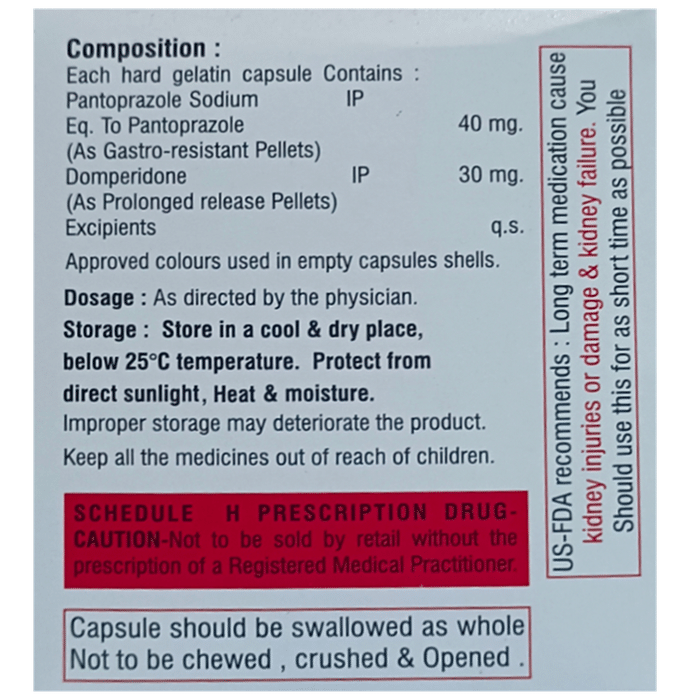 Composition :
Each hard gelatin capsule Contains :
Pantoprazole Sodium IP
Eq. To Pantoprazole 40 mg.
(As Gastro-resistant Pellets)
Domperidone IP 30 mg.
(As Prolonged release Pellets)
Excipients q.s.
Approved colours used in empty capsules shells.
Dosage : As directed by the physician.
Storage : Store in a cool & dry place,
below 25°C temperature. Protect from
direct sunlight, Heat & moisture.
Improper storage may deteriorate the product.
Keep all the medicines out of reach of children.
SCHEDULE H PRESCRIPTION DRUG-
CAUTION-Not to be sold by retail without the
prescription of a Registered Medical Practitioner.
Capsule should be swallowed as whole
Not to be chewed , crushed & Opened .
US-FDA recommends : Long term medication cause
kidney injuries or damage & kidney failure. You
Should use this for as short time as possible